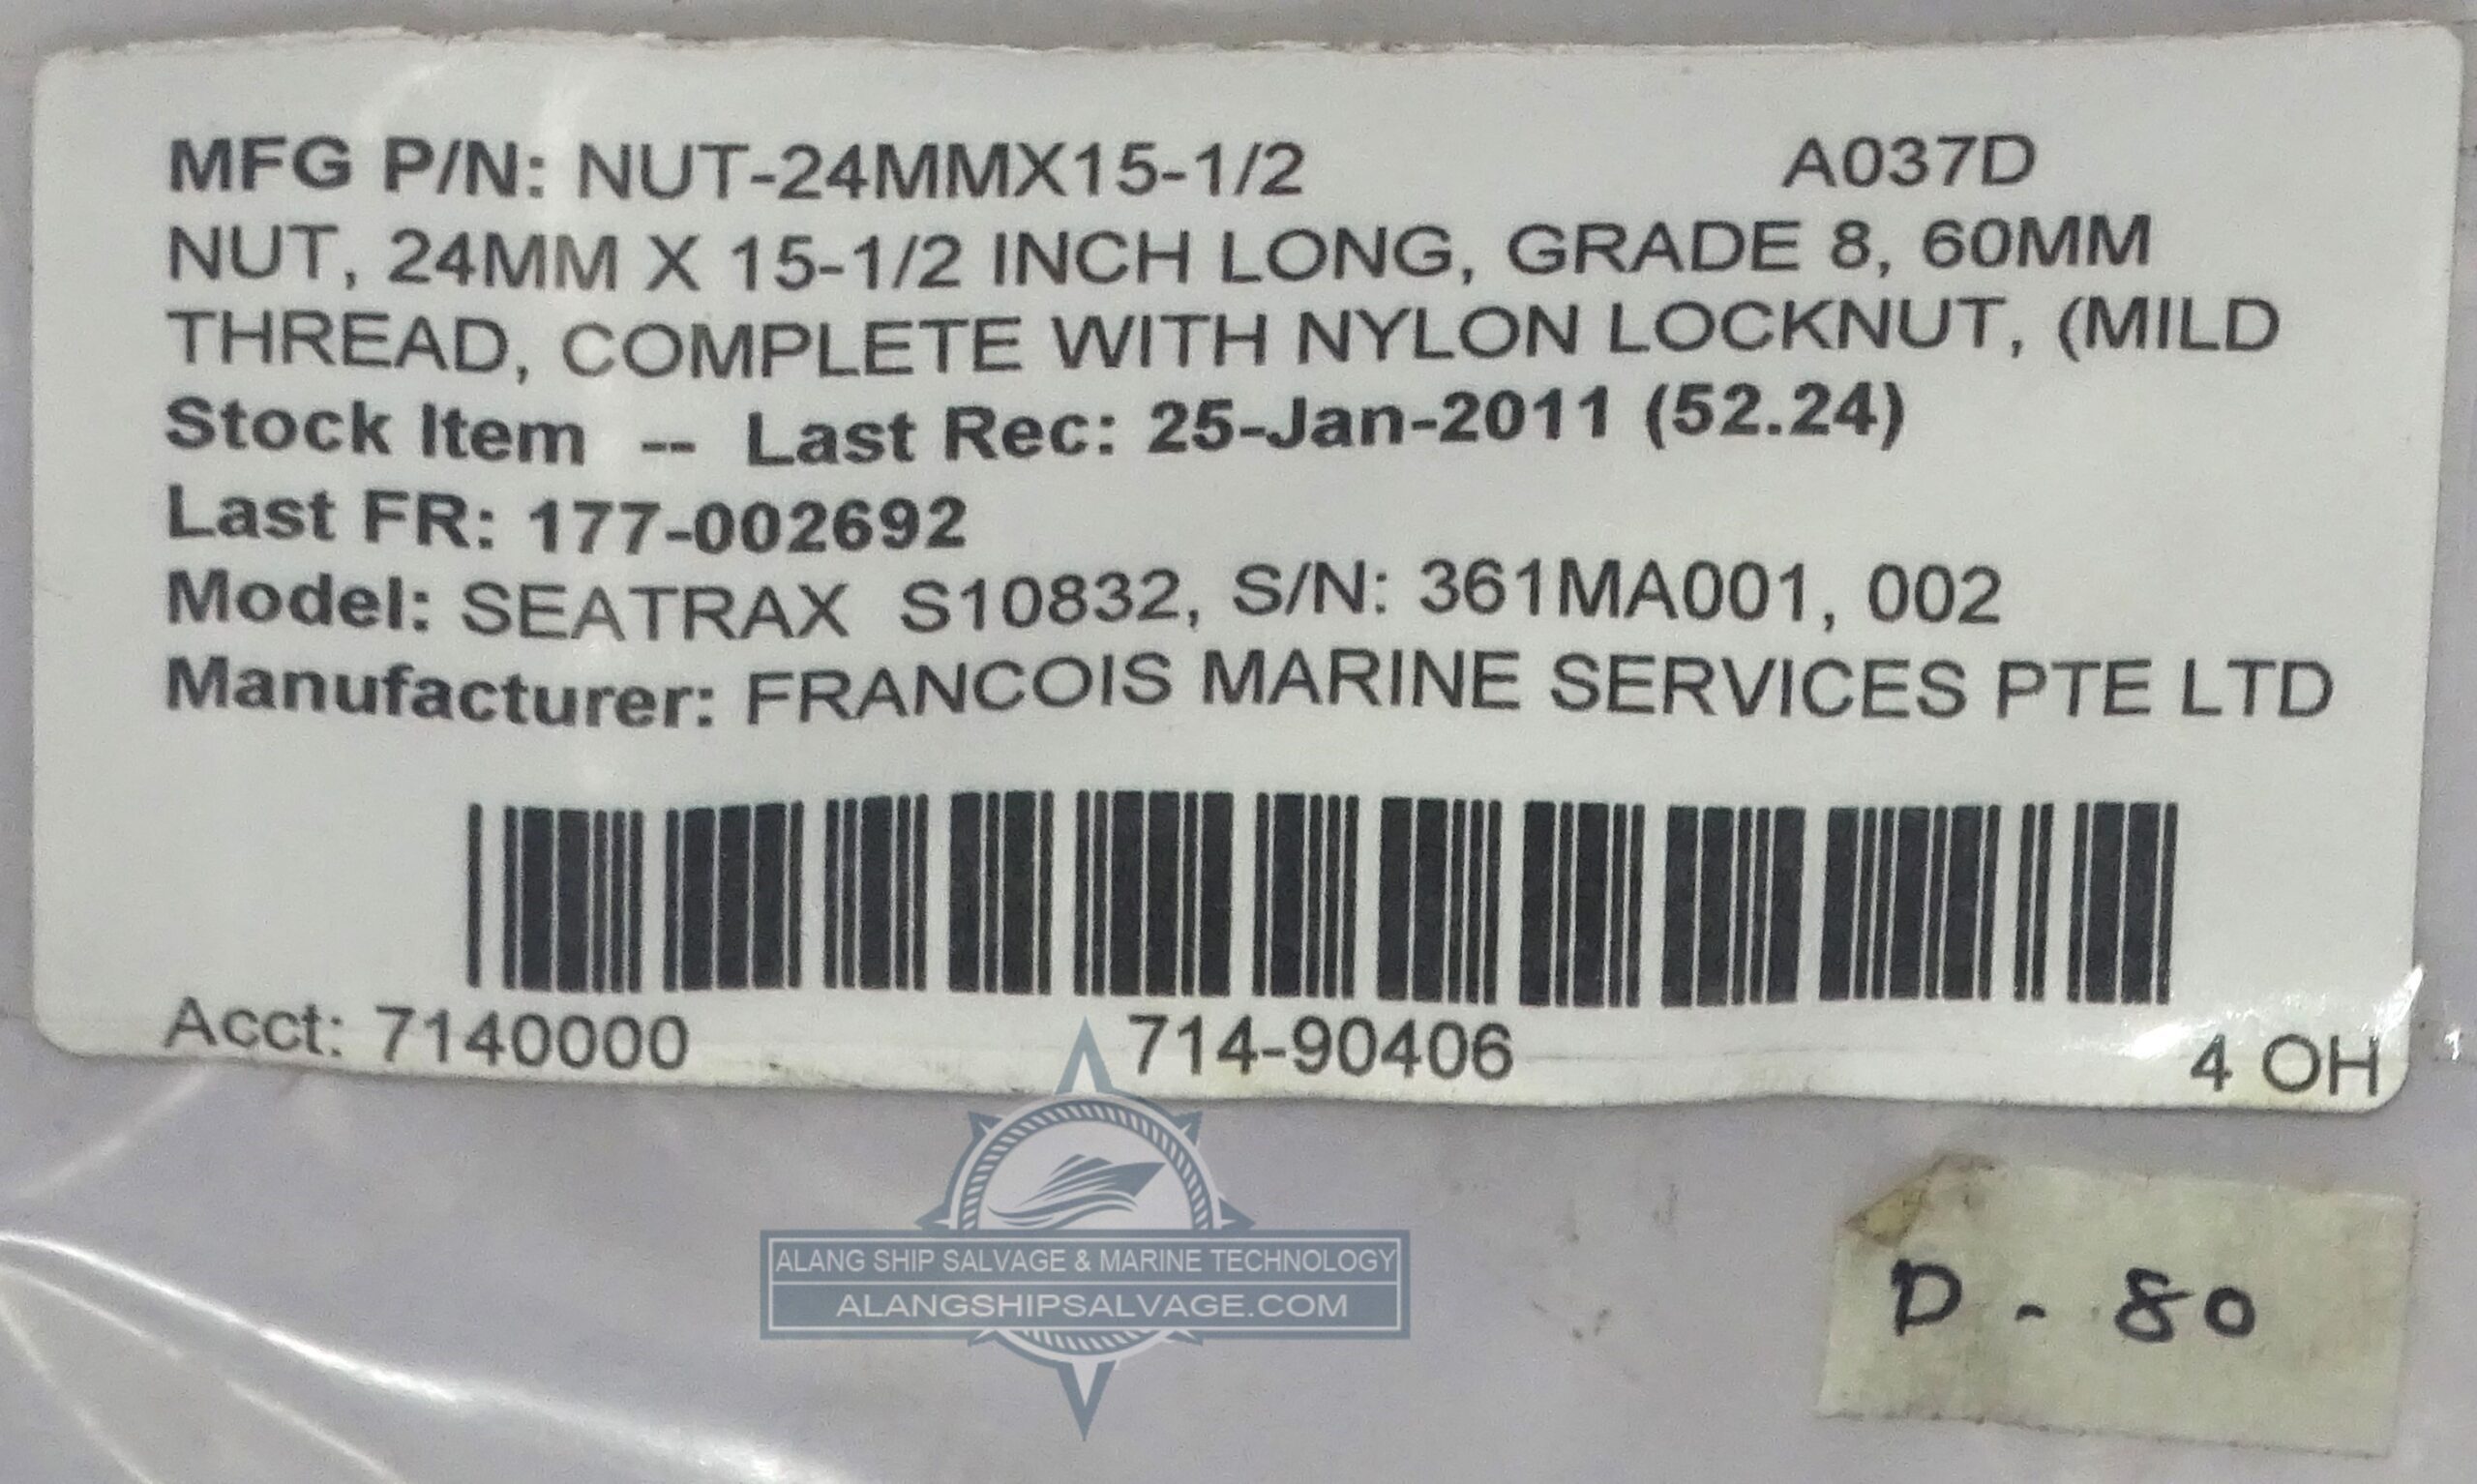 MFG P/N: NUT-24MMX15-1/2 A037D
NUT, 24MM X 15-1/2 INCH LONG, GRADE 8, 60MM
THREAD, COMPLETE WITH NYLON LOCKNUT, (MILD
Stock Item -- Last Rec: 25-Jan-2011 (52.24)
Last FR: 177-002692
Model: SEATRAX S10832, S/N: 361MA001, 002
Manufacturer: FRANCOIS MARINE SERVICES PTE LTD
Acct: 7140000 714-90406 4 OH
ALANG SHIP SALVAGE & MARINE TECHNOLOGY
ALANGSHIPSALVAGE.COM
D - 80